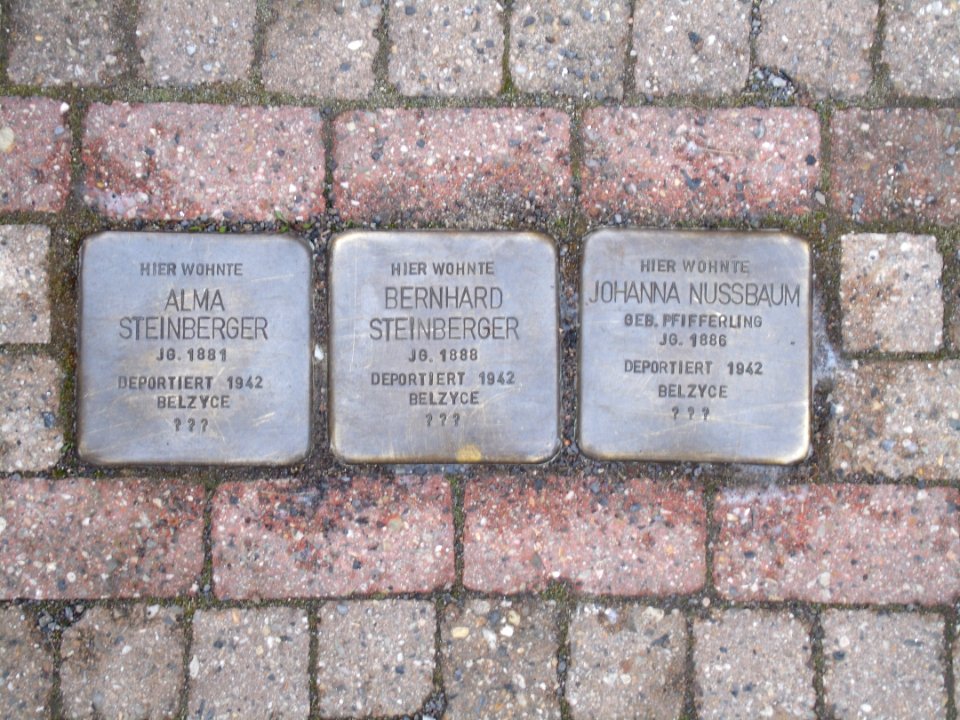 HIER WOHNTE
ALMA
STEINBERGER
JG. 1881
DEPORTIERT 1942
BELZYCE
???
HIER WOHNTE
BERNHARD
STEINBERGER
JG. 1888
DEPORTIERT 1942
BELZYCE
???
HIER WOHNTE
JOHANNA NUSSBAUM
GEB. PFIFFERLING
JG. 1886
DEPORTIERT 1942
BELZYCE
???